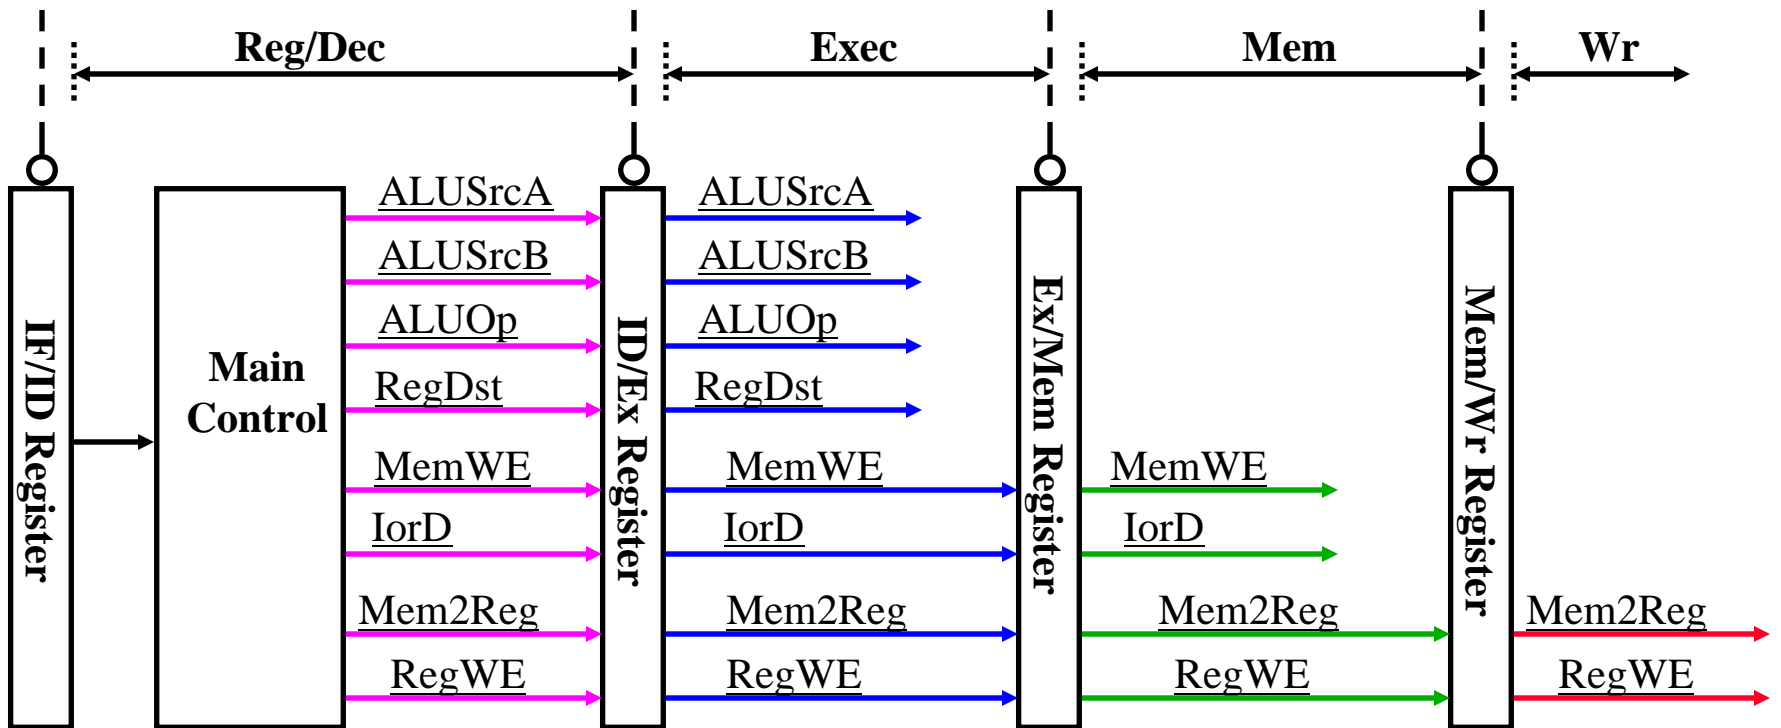 Reg/Dec
Exec
Mem
Wr
IF/ID Register
Main
Control
ALUSrcA
ALUSrcB
ALUOp
RegDst
MemWE
IorD
Mem2Reg
RegWE
ID/Ex Register
ALUSrcA
ALUSrcB
ALUOp
RegDst
MemWE
IorD
Mem2Reg
RegWE
Ex/Mem Register
MemWE
IorD
Mem2Reg
RegWE
Mem/Wr Register
Mem2Reg
RegWE